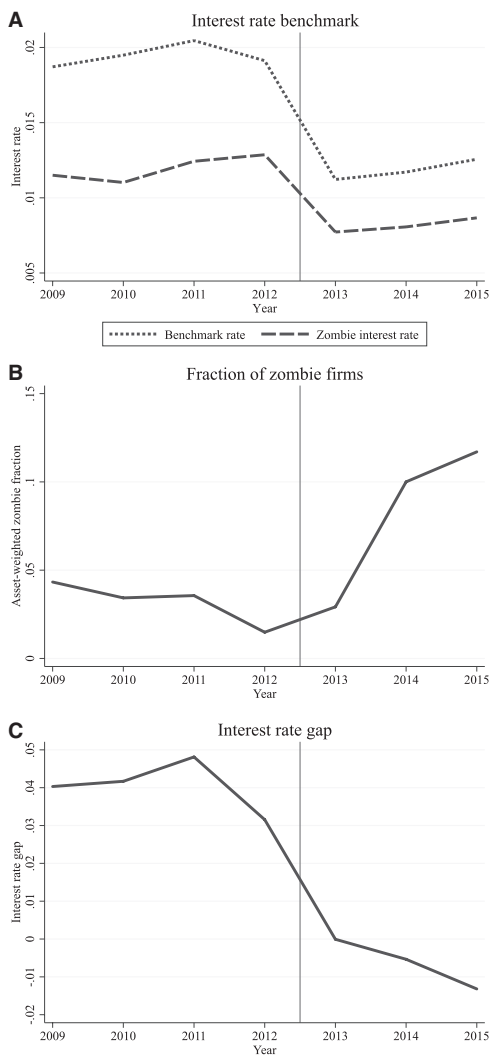 A
Interest rate benchmark
Interest rate
.02
.015
.01
.005
2009 2010 2011 2012 2013 2014 2015
Year
Benchmark rate Zombie interest rate
B
Fraction of zombie firms
Asset-weighted zombie fraction
.15
.1
.05
0
2009 2010 2011 2012 2013 2014 2015
Year
C
Interest rate gap
Interest rate gap
.05
.04
.03
.02
.01
0
-.01
-.02
2009 2010 2011 2012 2013 2014 2015
Year